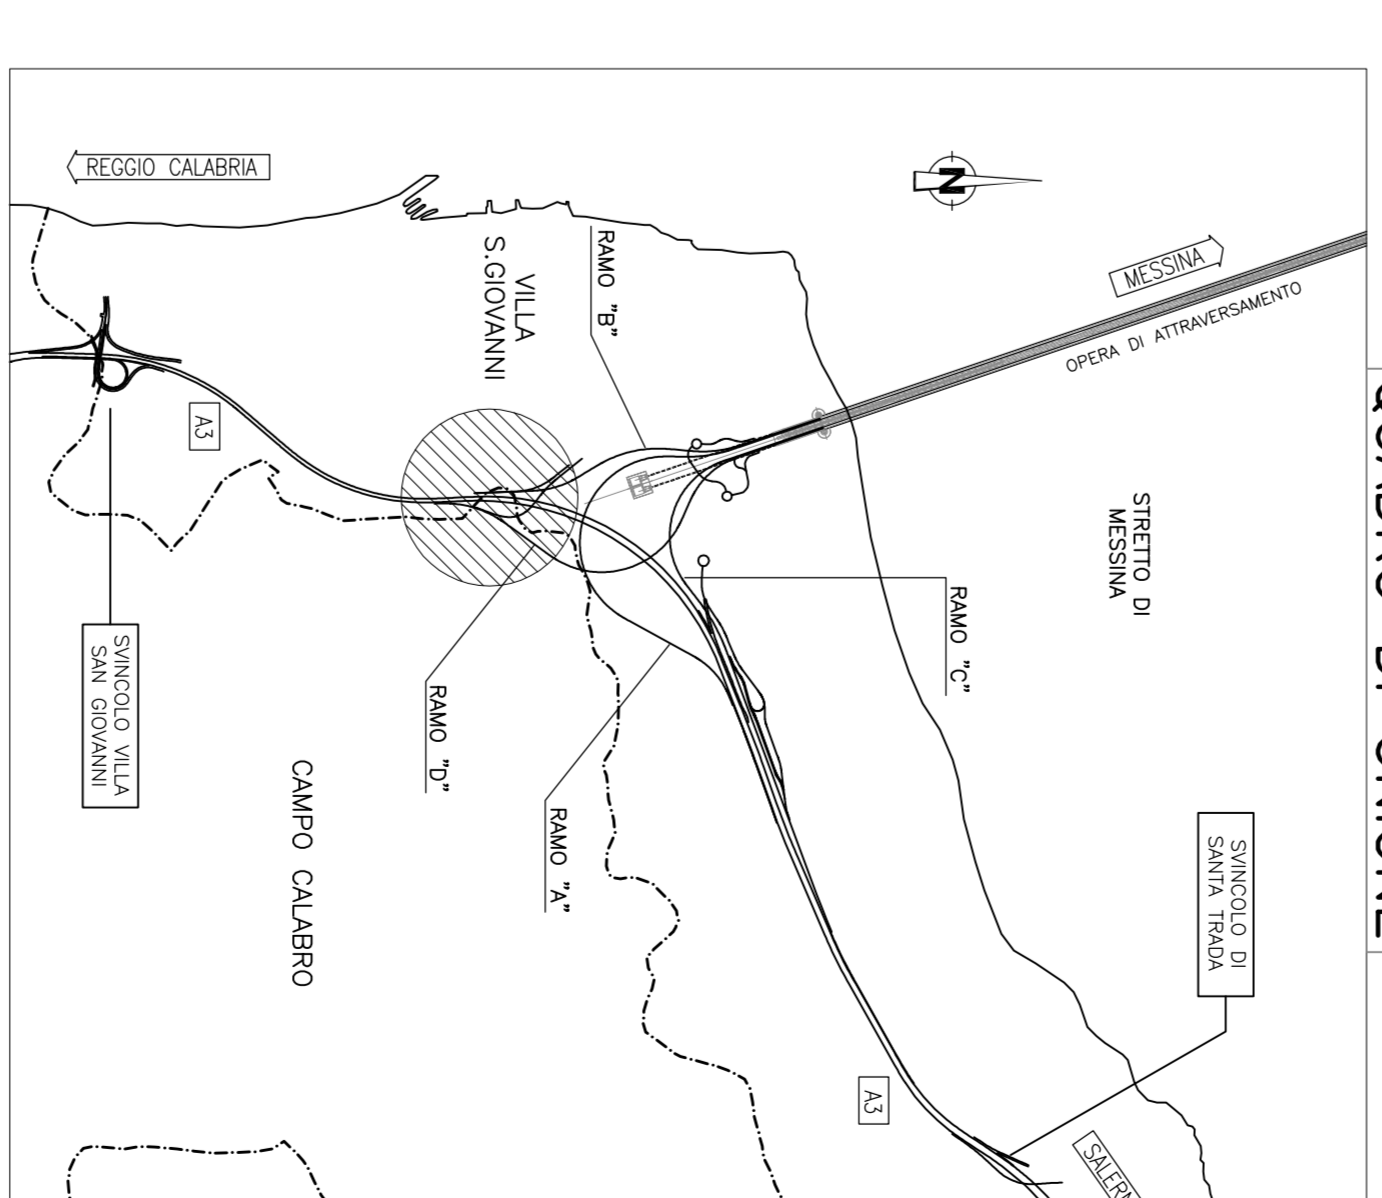 REGGIO CALABRIA
N
MESSINA
OPERA DI ATTRAVERSAMENTO
VILLA
S.GIOVANNI
RAMO "B"
A3
STRETTO DI
MESSINA
RAMO "C"
SVINCOLO VILLA
SAN GIOVANNI
RAMO "D"
RAMO "A"
CAMPO CALABRO
SVINCOLO DI
SANTA TRADA
A3